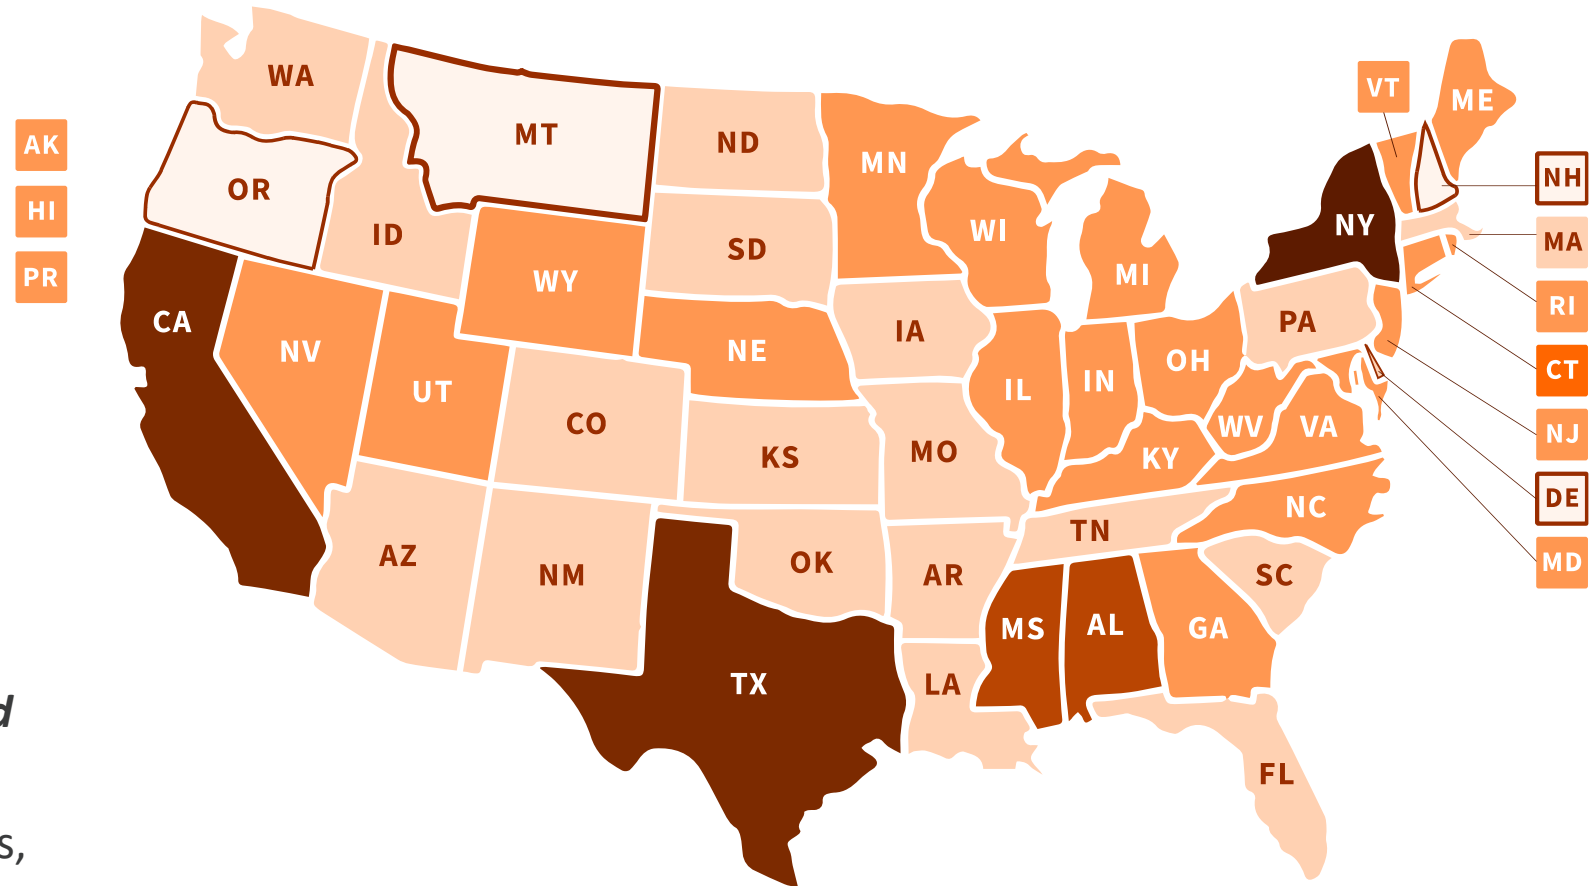 WA
MT
ND
MN
VT
ME
AK
OR
ID
SD
WI
MI
NY
NH
HI
MA
PR
CA
NV
WY
NE
IA
PA
RI
UT
CO
KS
MO
IL
IN
OH
WV
VA
KY
CT
NJ
DE
MD
AZ
NM
OK
AR
TN
NC
SC
MS
AL
GA
TX
LA
FL
d
s,